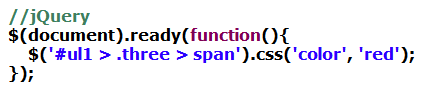 //jQuery
$(document).ready(function(){
  $('#ul1 > .three > span').css('color', 'red');
});